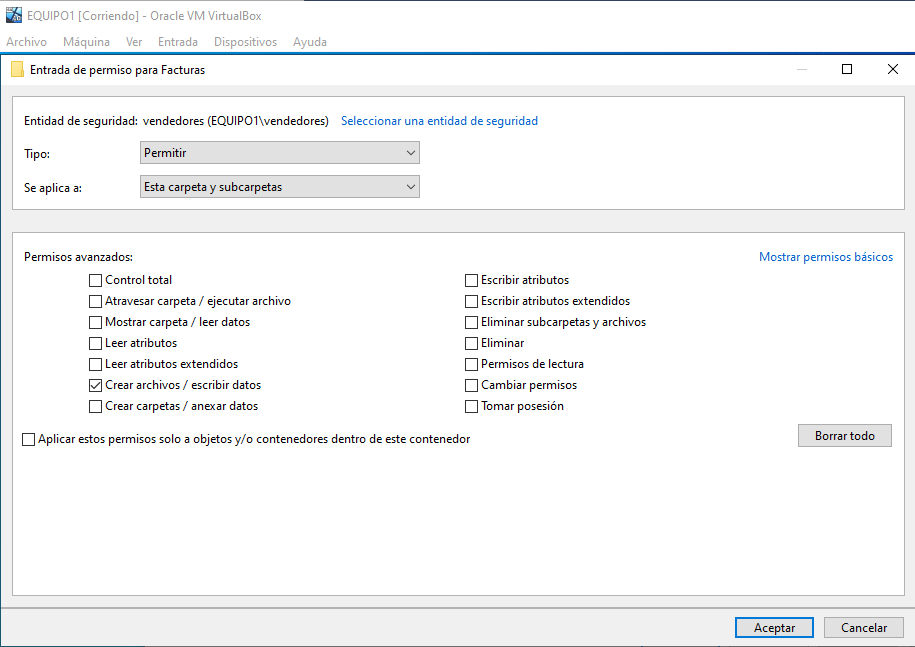 EQUIPO1 [Corriendo] - Oracle VM VirtualBox
Archivo Máquina Ver Entrada Dispositivos Ayuda
Entrada de permiso para Facturas
Entidad de seguridad: vendedores (EQUIPO1\vendedores) Seleccionar una entidad de seguridad
Tipo: Permitir
Se aplica a: Esta carpeta y subcarpetas
Permisos avanzados: Mostrar permisos básicos
Control total Escribir atributos
Atravesar carpeta / ejecutar archivo Escribir atributos extendidos
Mostrar carpeta / leer datos Eliminar subcarpetas y archivos
Leer atributos Eliminar
Leer atributos extendidos Permisos de lectura
Crear archivos / escribir datos Cambiar permisos
Crear carpetas / anexar datos Tomar posesión
Aplicar estos permisos solo a objetos y/o contenedores dentro de este contenedor Borrar todo
Aceptar Cancelar